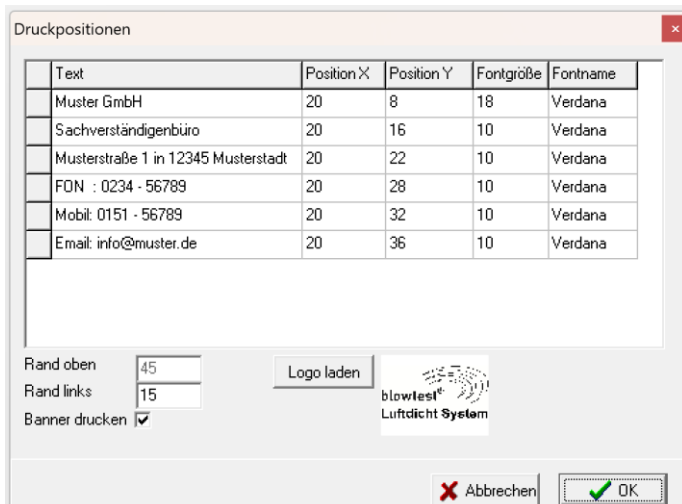 Druckpositionen
Text Position X Position Y Fontgröße Fontname
Muster GmbH 20 8 18 Verdana
Sachverständigenbüro 20 16 10 Verdana
Musterstraße 1 in 12345 Musterstadt 20 22 10 Verdana
FON : 0234 - 56789 20 28 10 Verdana
Mobil: 0151 - 56789 20 32 10 Verdana
Email: info@muster.de 20 36 10 Verdana
Rand oben 45
Rand links 15
Banner drucken
Logo laden
blowtest
Luftdicht System
Abbrechen OK